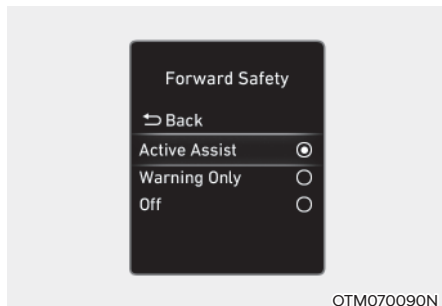 Forward Safety
Back
Active Assist
Warning Only
Off
OTM070090N